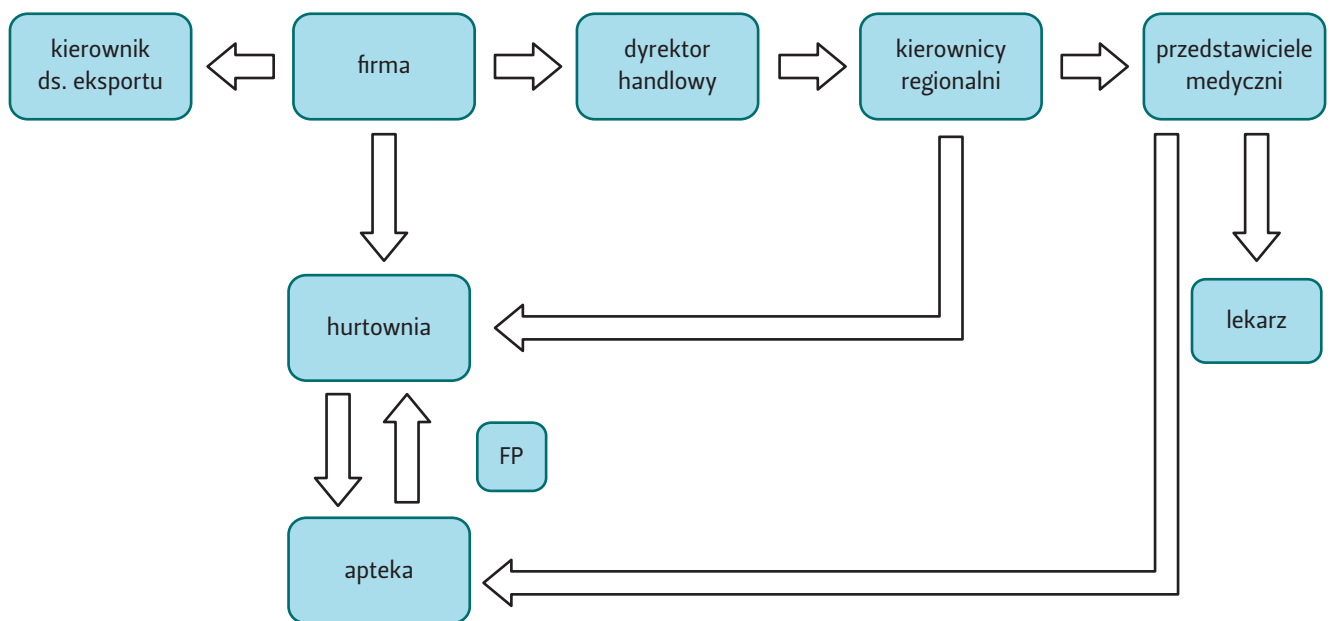 kierownik
ds. eksportu
firma
dyrektor
handlowy
kierownicy
regionalni
przedstawiciele
medyczni
hurtownia
lekarz
FP
apteka